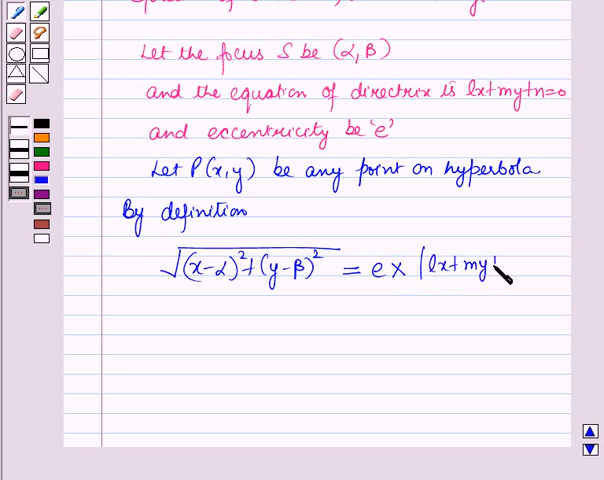 Let the focus S be (α, β)
and the equation of directrix is lx+my+n=0
and eccentricity be 'e'
Let P(x,y) be any point on hyperbola
By definition
√(x-α)²+(y-β)² = e × |lx+my